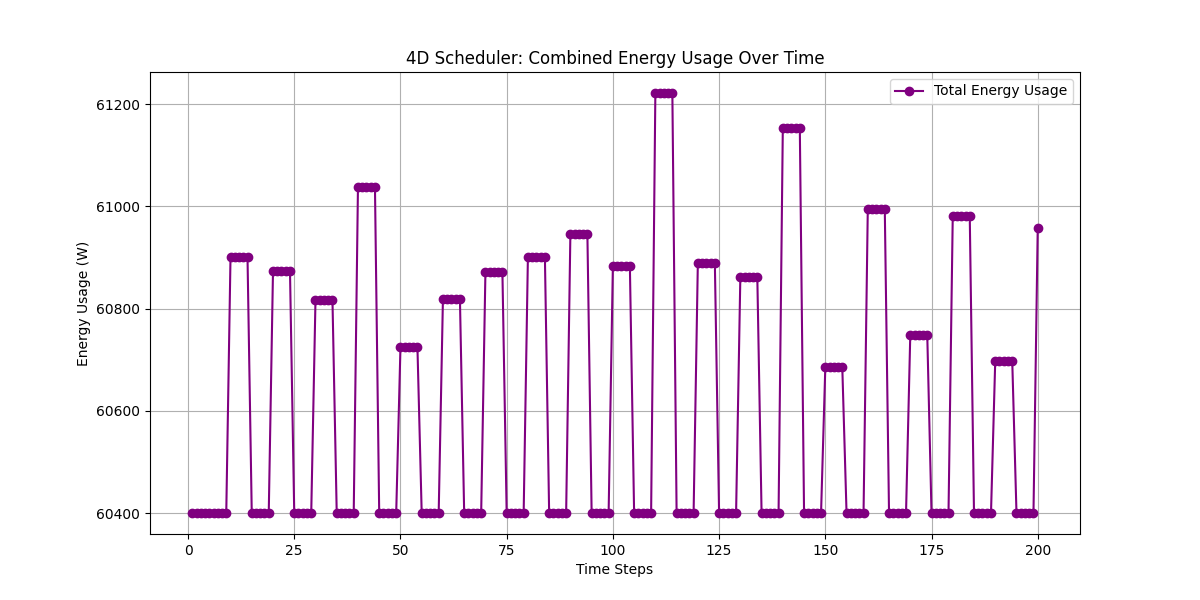 4D Scheduler: Combined Energy Usage Over Time
Total Energy Usage
Energy Usage (W)
61200
61000
60800
60600
60400
0 25 50 75 100 125 150 175 200
Time Steps